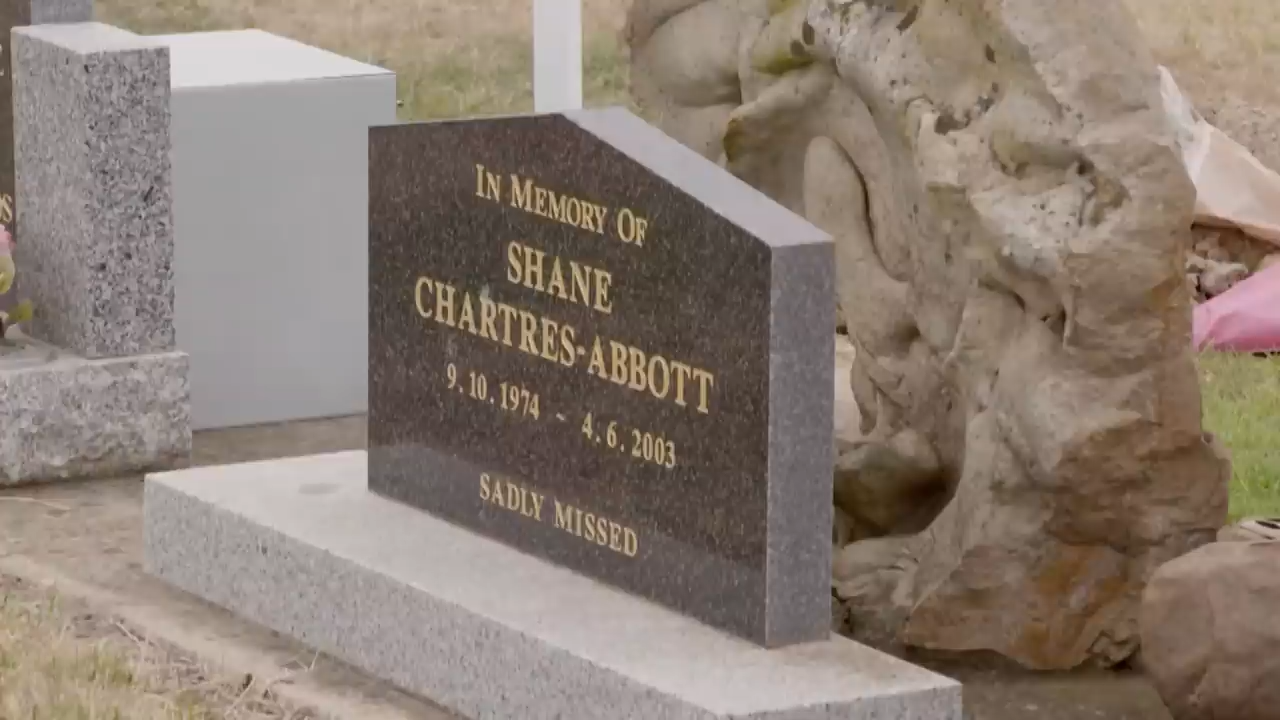 IN MEMORY OF
SHANE
CHARTRES-ABBOTT
9.10.1974 ~ 4.6.2003
SADLY MISSED